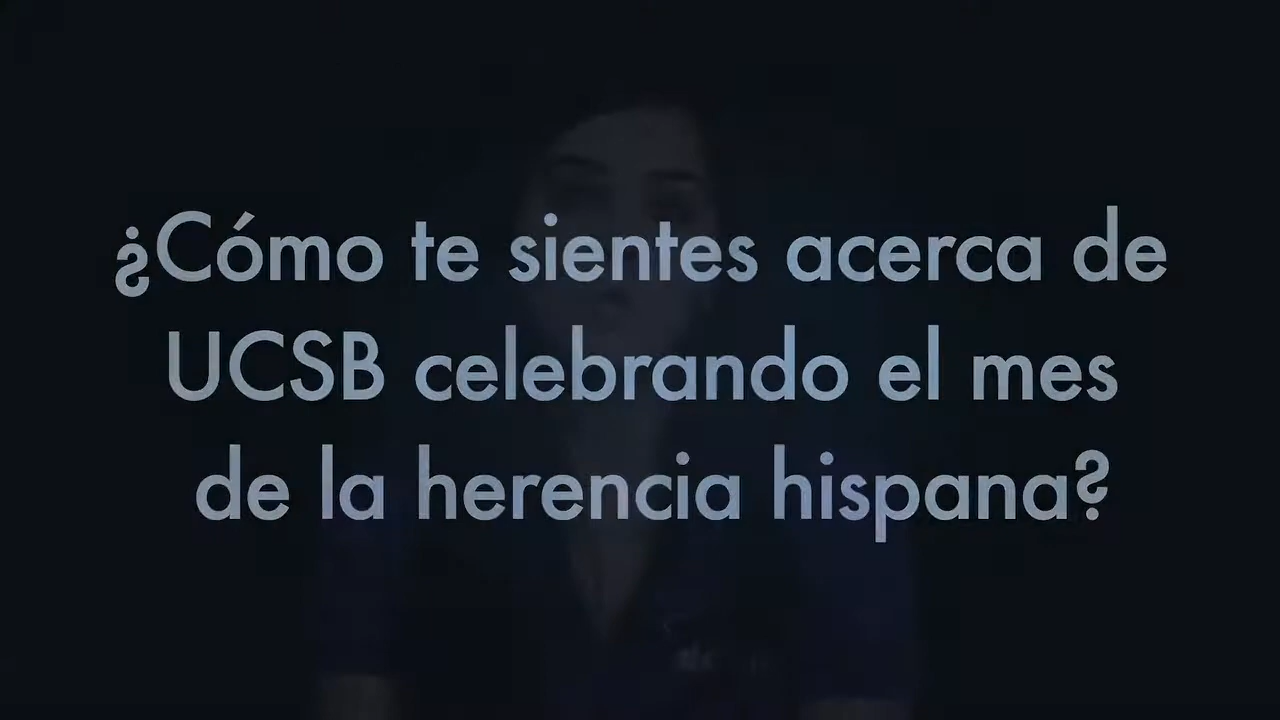 ¿Cómo te sientes acerca de
UCSB celebrando el mes
de la herencia hispana?